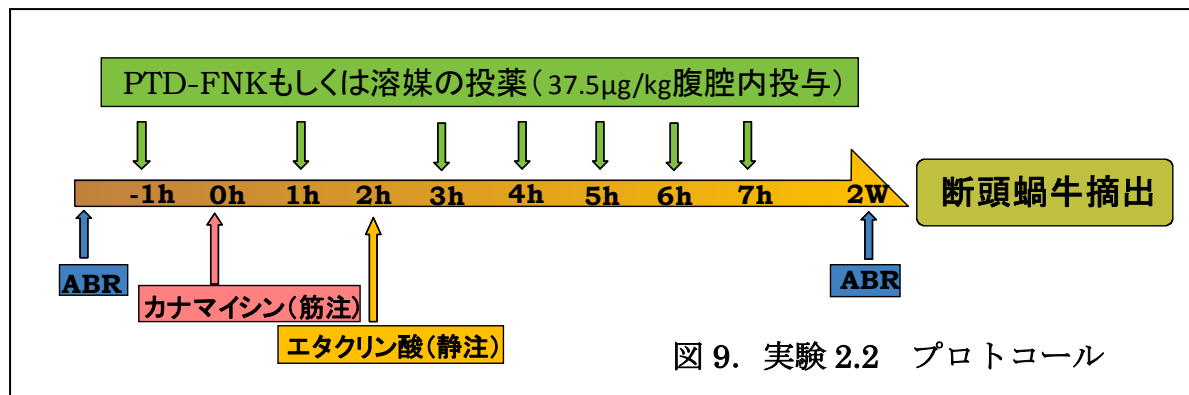 PTD-FNKもしくは溶媒の投薬（37.5µg/kg腹腔内投与）
-1h 0h 1h 2h 3h 4h 5h 6h 7h 2W
断頭蝸牛摘出
ABR
ABR
カナマイシン（筋注）
エタクリン酸（静注）
図 9. 実験 2.2 プロトコール